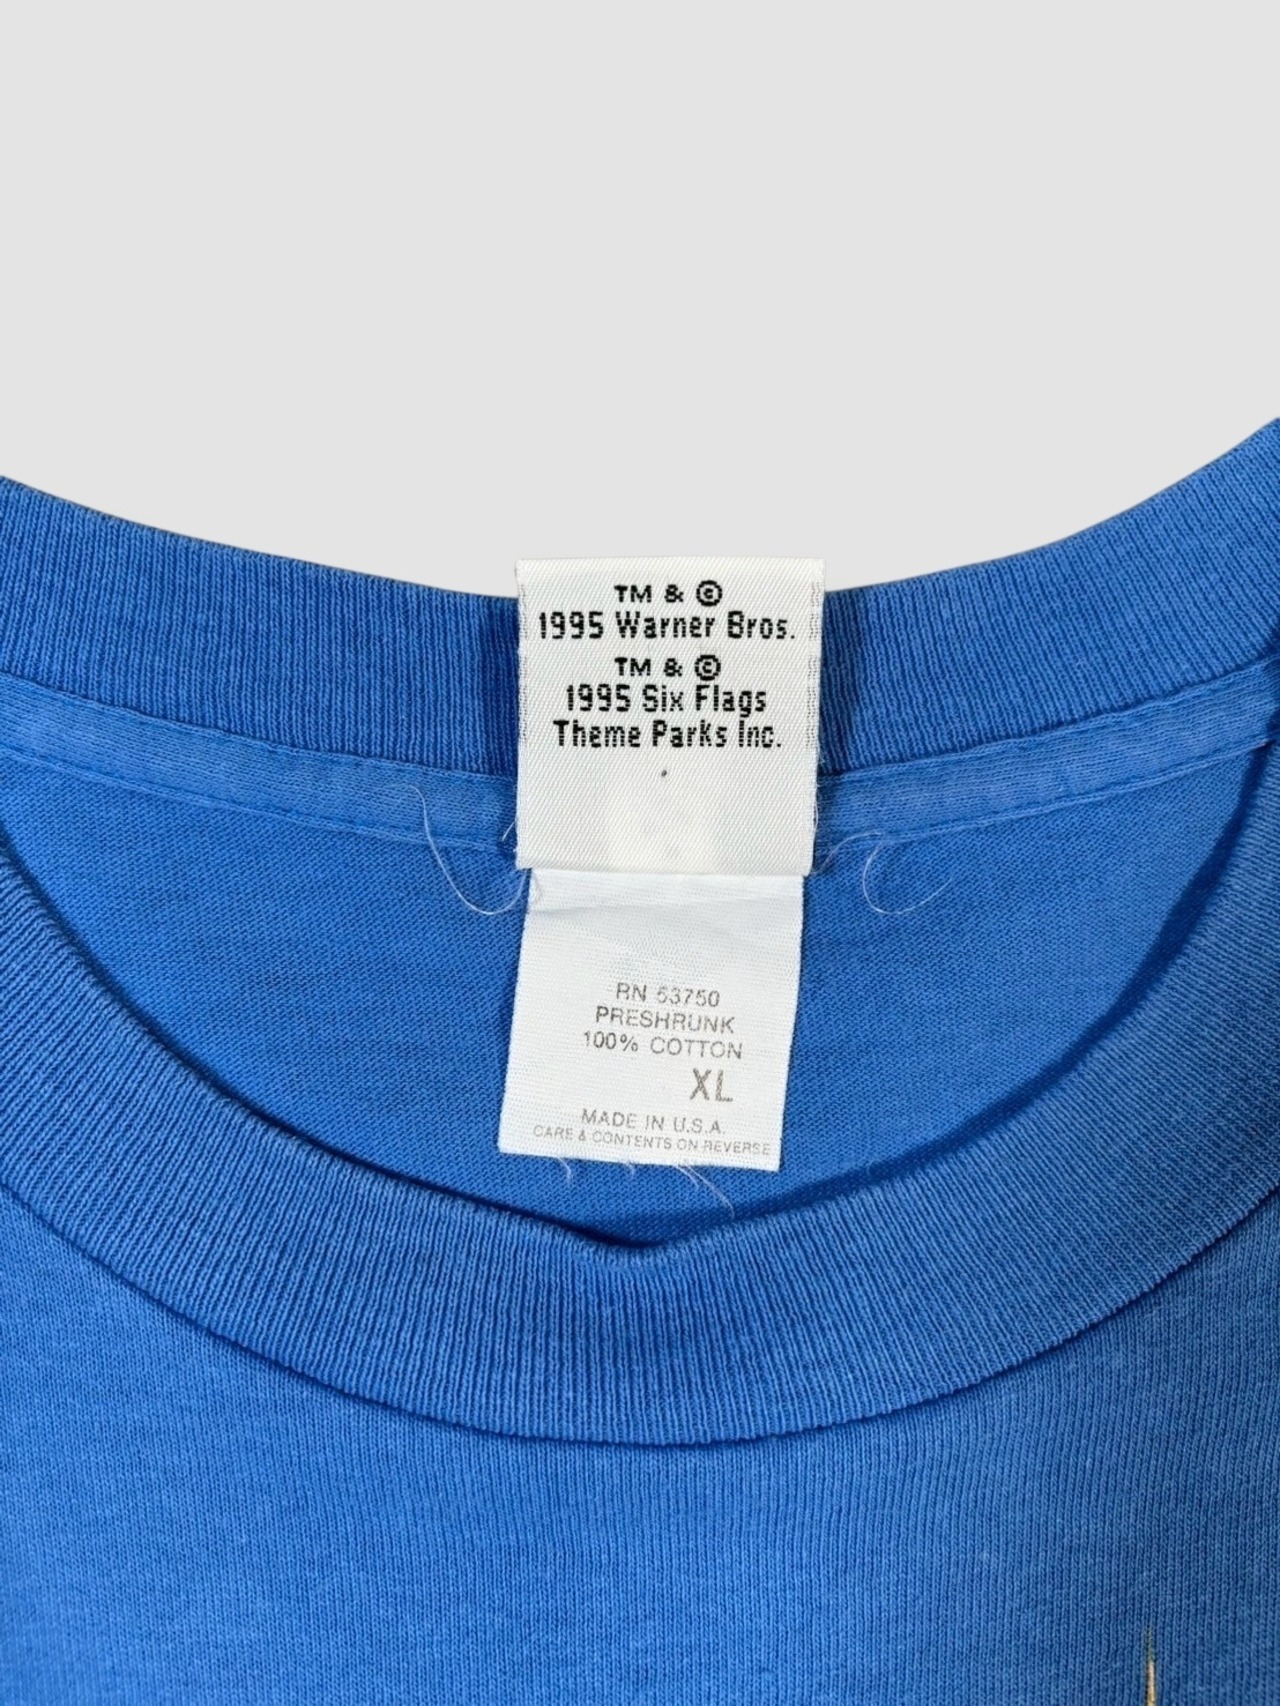 TM & ©
1995 Warner Bros.
TM & ©
1995 Six Flags
Theme Parks Inc.
RN 53750
PRESHRUNK
100% COTTON
XL
MADE IN U.S.A.
CARE & CONTENTS ON REVERSE